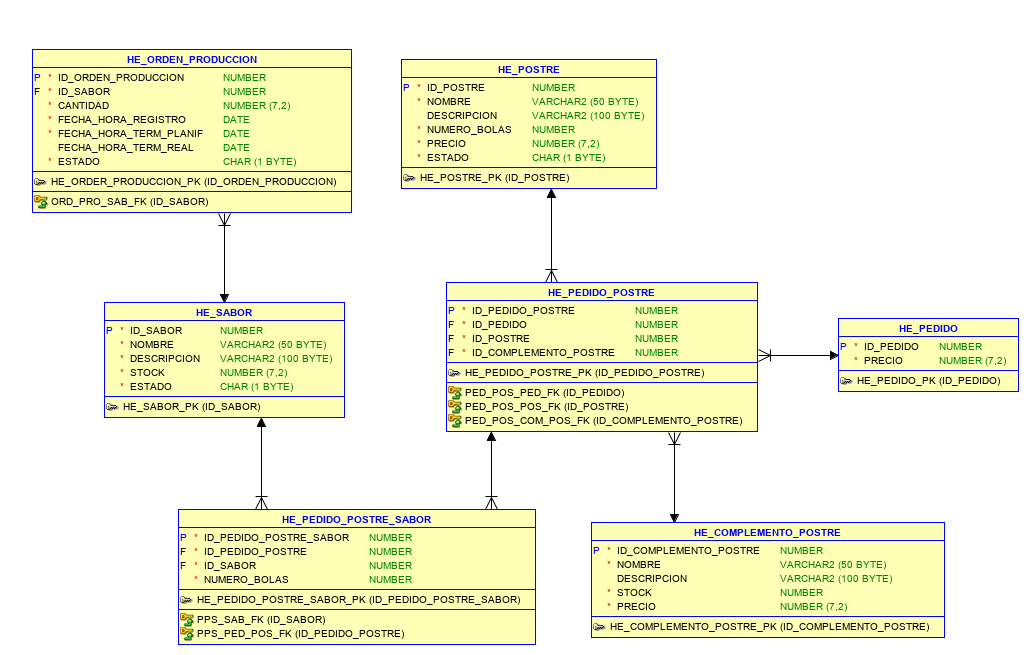 HE_ORDEN_PRODUCCION
P * ID_ORDEN_PRODUCCION NUMBER
F * ID_SABOR NUMBER
* CANTIDAD NUMBER (7,2)
* FECHA_HORA_REGISTRO DATE
* FECHA_HORA_TERM_PLANIF DATE
FECHA_HORA_TERM_REAL DATE
* ESTADO CHAR (1 BYTE)
HE_ORDER_PRODUCCION_PK (ID_ORDEN_PRODUCCION)
ORD_PRO_SAB_FK (ID_SABOR)
HE_POSTRE
P * ID_POSTRE NUMBER
* NOMBRE VARCHAR2 (50 BYTE)
DESCRIPCION VARCHAR2 (100 BYTE)
* NUMERO_BOLAS NUMBER
* PRECIO NUMBER (7,2)
* ESTADO CHAR (1 BYTE)
HE_POSTRE_PK (ID_POSTRE)
HE_SABOR
P * ID_SABOR NUMBER
* NOMBRE VARCHAR2 (50 BYTE)
* DESCRIPCION VARCHAR2 (100 BYTE)
* STOCK NUMBER (7,2)
* ESTADO CHAR (1 BYTE)
HE_SABOR_PK (ID_SABOR)
HE_PEDIDO_POSTRE
P * ID_PEDIDO_POSTRE NUMBER
F * ID_PEDIDO NUMBER
F * ID_POSTRE NUMBER
F * ID_COMPLEMENTO_POSTRE NUMBER
HE_PEDIDO_POSTRE_PK (ID_PEDIDO_POSTRE)
PED_POS_PED_FK (ID_PEDIDO)
PED_POS_POS_FK (ID_POSTRE)
PED_POS_COM_POS_FK (ID_COMPLEMENTO_POSTRE)
HE_PEDIDO
P * ID_PEDIDO NUMBER
* PRECIO NUMBER (7,2)
HE_PEDIDO_PK (ID_PEDIDO)
HE_PEDIDO_POSTRE_SABOR
P * ID_PEDIDO_POSTRE_SABOR NUMBER
F * ID_PEDIDO_POSTRE NUMBER
F * ID_SABOR NUMBER
* NUMERO_BOLAS NUMBER
HE_PEDIDO_POSTRE_SABOR_PK (ID_PEDIDO_POSTRE_SABOR)
PPS_SAB_FK (ID_SABOR)
PPS_PED_POS_FK (ID_PEDIDO_POSTRE)
HE_COMPLEMENTO_POSTRE
P * ID_COMPLEMENTO_POSTRE NUMBER
* NOMBRE VARCHAR2 (50 BYTE)
DESCRIPCION VARCHAR2 (100 BYTE)
* STOCK NUMBER
* PRECIO NUMBER (7,2)
HE_COMPLEMENTO_POSTRE_PK (ID_COMPLEMENTO_POSTRE)